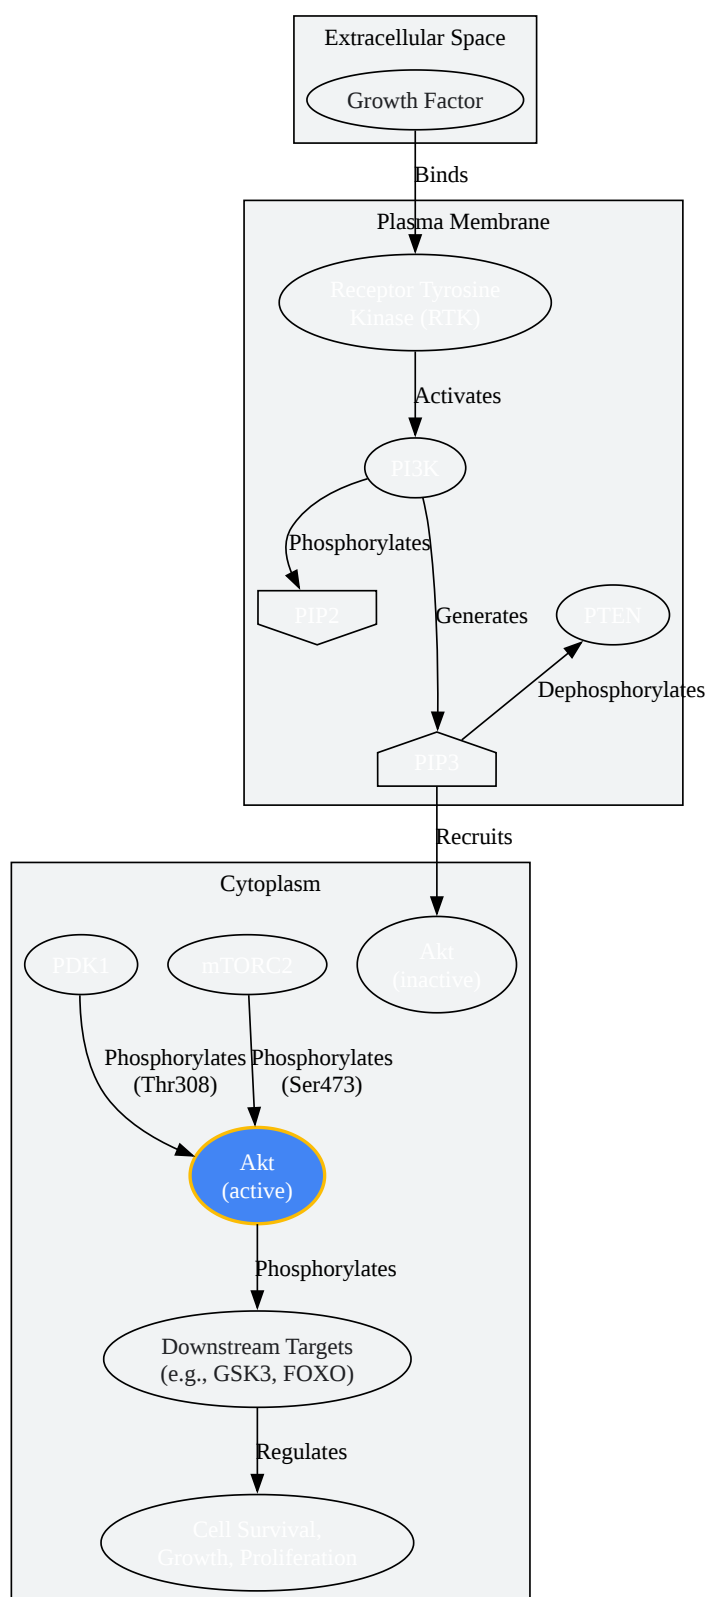 Extracellular Space
Growth Factor
Binds
Plasma Membrane
Receptor Tyrosine
Kinase (RTK)
Activates
PI3K
Phosphorylates
PIP2
Generates
PTEN
Dephosphorylates
PIP3
Recruits
Cytoplasm
PDK1
mTORC2
Akt
(inactive)
Phosphorylates
(Thr308)
Phosphorylates
(Ser473)
Akt
(active)
Phosphorylates
Downstream Targets
(e.g., GSK3, FOXO)
Regulates
Cell Survival,
Growth, Proliferation